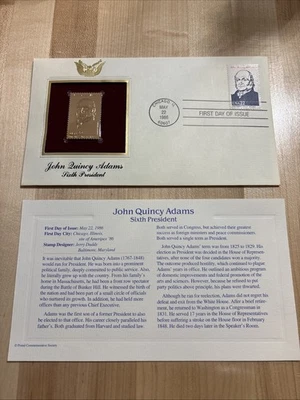 CHICAGO, IL
MAY
22
1986
60607
FIRST DAY OF ISSUE
John Quincy Adams
Sixth President
John Quincy Adams
Sixth President
First Day of Issue: May 22, 1986
First Day City: Chicago, Illinois,
site of Ameripex '86
Stamp Designer: Jerry Dadds
Baltimore, Maryland
It was inevitable that John Quincy Adams (1767-1848)
would run for President. He was born into a prominent
political family, deeply committed to public service. Also,
he literally grew up with the country. From his family's
home in Massachusetts, he had been a front row spectator
during the Battle of Bunker Hill. He witnessed the birth of
the nation and had been part of a small circle of officials
who nurtured its growth. In addition, he had held more
offices than any previous Chief Executive.
Adams was the first son of a former President to also
be elected to that office. His career closely paralleled his
father's. Both graduated from Harvard and studied law.
Both served in Congress, but achieved their greatest
success as foreign ministers and peace commissioners.
Both served a single term as President.
John Quincy Adams' term was 1825 to 1829. His
election as President was decided in the House of Represen-
tatives, after none of the four candidates won a majority.
The outcome produced hostility, which continued to plague
Adams' years in office. He outlined an ambitious program
of domestic improvements and federal promotion of the arts
and sciences. However, because he refused to put
party politics above principle, his plans were thwarted.
Although he ran for reelection, Adams did not regain his
defeat and exit from the White House. After a brief retire-
ment, he returned to Washington as a Congressman in
1831. He served 17 years in the House of Representatives
before suffering a stroke on the floor in February
1848. He died two days later in the Speaker's Room.